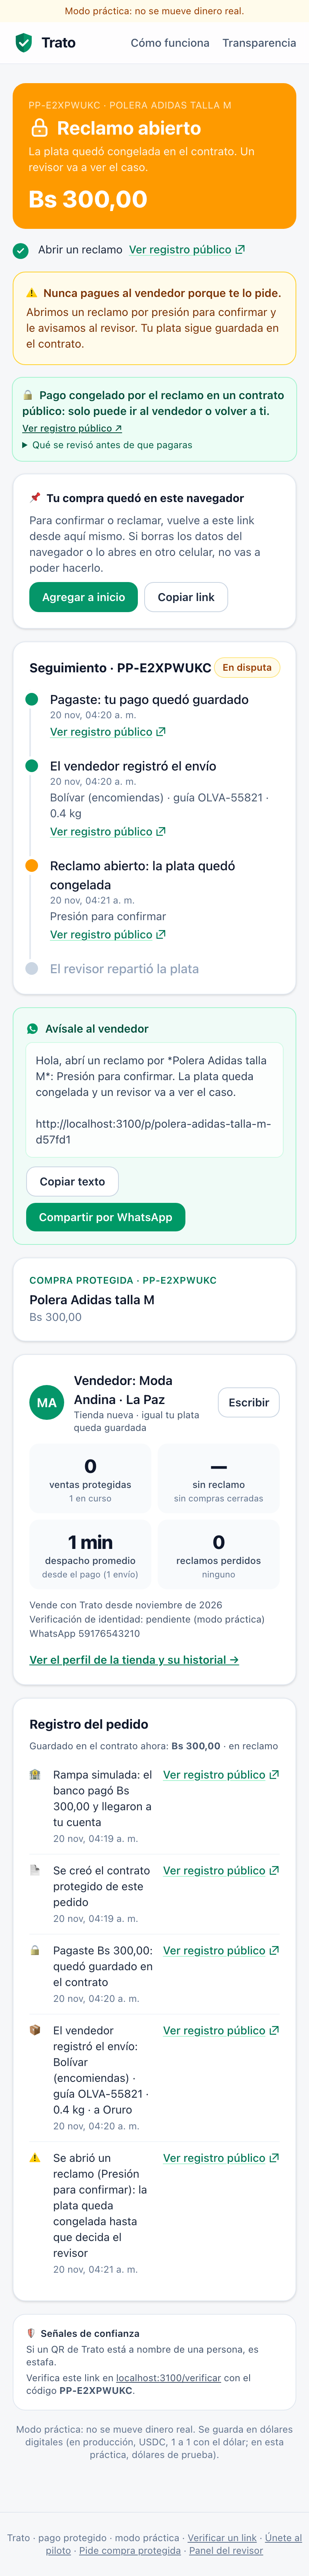 Modo práctica: no se mueve dinero real.
Trato
Cómo funciona
Transparencia
PP-E2XPWUKC · POLERA ADIDAS TALLA M
Reclamo abierto
La plata quedó congelada en el contrato. Un
revisor va a ver el caso.
Bs 300,00
Abrir un reclamo Ver registro público
Nunca pagues al vendedor porque te lo pide.
Abrimos un reclamo por presión para confirmar y
le avisamos al revisor. Tu plata sigue guardada en
el contrato.
Pago congelado por el reclamo en un contrato
público: solo puede ir al vendedor o volver a ti.
Ver registro público ↗
▶ Qué se revisó antes de que pagaras
Tu compra quedó en este navegador
Para confirmar o reclamar, vuelve a este link
desde aquí mismo. Si borras los datos del
navegador o lo abres en otro celular, no vas a
poder hacerlo.
Agregar a inicio
Copiar link
Seguimiento · PP-E2XPWUKC
En disputa
Pagaste: tu pago quedó guardado
20 nov, 04:20 a. m.
Ver registro público
El vendedor registró el envío
20 nov, 04:20 a. m.
Bolívar (encomiendas) · guía OLVA-55821 ·
0.4 kg
Ver registro público
Reclamo abierto: la plata quedó
congelada
20 nov, 04:21 a. m.
Presión para confirmar
Ver registro público
El revisor repartió la plata
Avísale al vendedor
Hola, abrí un reclamo por *Polera Adidas talla
M*: Presión para confirmar. La plata queda
congelada y un revisor va a ver el caso.
http://localhost:3100/p/polera-adidas-talla-m-
d57fd1
Copiar texto
Compartir por WhatsApp
COMPRA PROTEGIDA · PP-E2XPWUKC
Polera Adidas talla M
Bs 300,00
MA
Vendedor: Moda
Andina · La Paz
Tienda nueva · igual tu plata
queda guardada
Escribir
0
ventas protegidas
1 en curso
—
sin reclamo
sin compras cerradas
1 min
despacho promedio
desde el pago (1 envío)
0
reclamos perdidos
ninguno
Vende con Trato desde noviembre de 2026
Verificación de identidad: pendiente (modo práctica)
WhatsApp 59176543210
Ver el perfil de la tienda y su historial →
Registro del pedido
Guardado en el contrato ahora: Bs 300,00 · en reclamo
Rampa simulada: el
banco pagó Bs
300,00 y llegaron a
tu cuenta
20 nov, 04:19 a. m.
Ver registro público
Se creó el contrato
protegido de este
pedido
20 nov, 04:19 a. m.
Ver registro público
Pagaste Bs 300,00:
quedó guardado en
el contrato
20 nov, 04:20 a. m.
Ver registro público
El vendedor
registró el envío:
Bolívar
(encomiendas) ·
guía OLVA-55821 ·
0.4 kg · a Oruro
20 nov, 04:20 a. m.
Ver registro público
Se abrió un
reclamo (Presión
para confirmar): la
plata queda
congelada hasta
que decida el
revisor
20 nov, 04:21 a. m.
Ver registro público
Señales de confianza
Si un QR de Trato está a nombre de una persona, es
estafa.
Verifica este link en localhost:3100/verificar con el
código PP-E2XPWUKC.
Modo práctica: no se mueve dinero real. Se guarda en dólares
digitales (en producción, USDC, 1 a 1 con el dólar; en esta
práctica, dólares de prueba).
Trato · pago protegido · modo práctica · Verificar un link · Únete al
piloto · Pide compra protegida · Panel del revisor